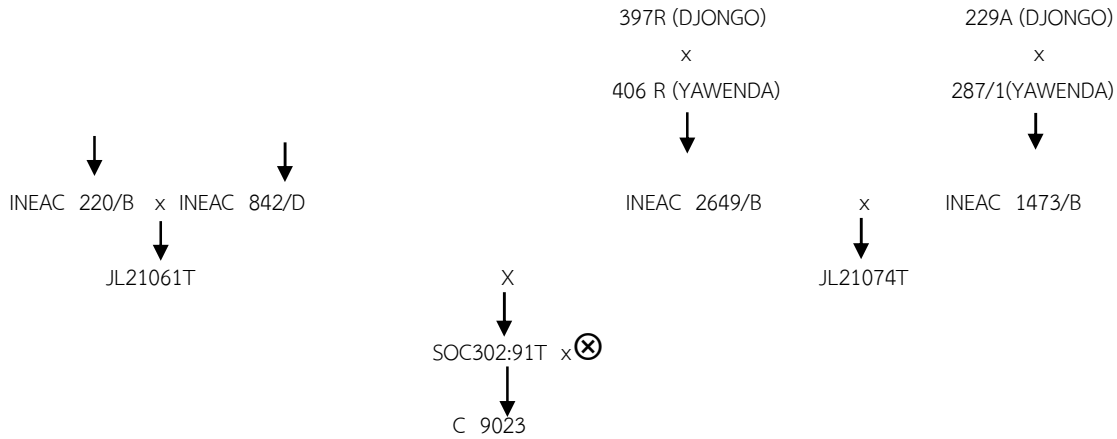 397R (DJONGO) 229A (DJONGO)
x x
406 R (YAWENDA) 287/1(YAWENDA)
INEAC 220/B x INEAC 842/D INEAC 2649/B x INEAC 1473/B
JL21061T X JL21074T
SOC302:91T x⊗
C 9023